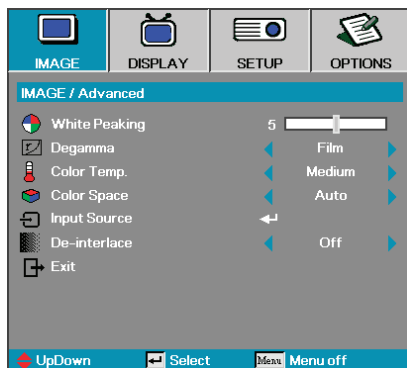 IMAGE DISPLAY SETUP OPTIONS
IMAGE / Advanced
White Peaking 5
Degamma Film
Color Temp. Medium
Color Space Auto
Input Source
De-interlace Off
Exit
UpDown Select Menu Menu off